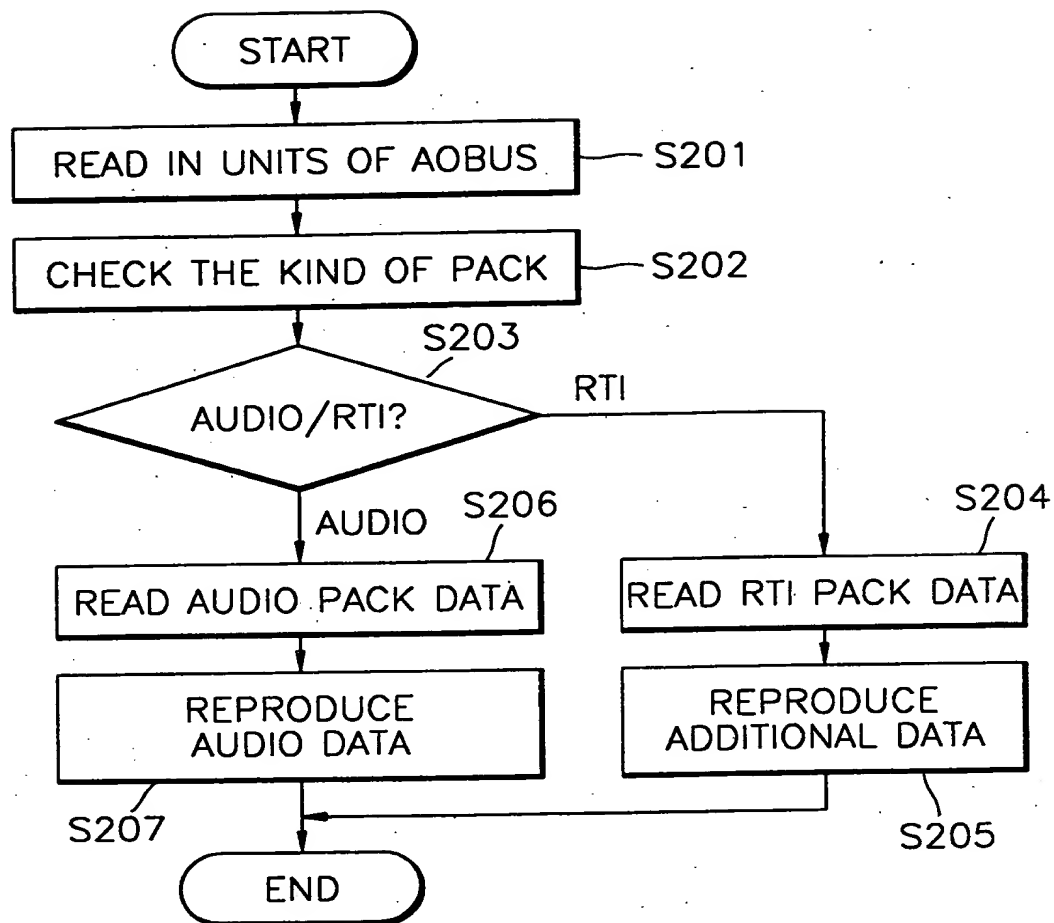 START
READ IN UNITS OF AOBUS
S201
CHECK THE KIND OF PACK
S202
S203
AUDIO/RTI?
RTI
AUDIO
S206
S204
READ AUDIO PACK DATA
READ RTI PACK DATA
REPRODUCE
AUDIO DATA
REPRODUCE
ADDITIONAL DATA
S207
S205
END